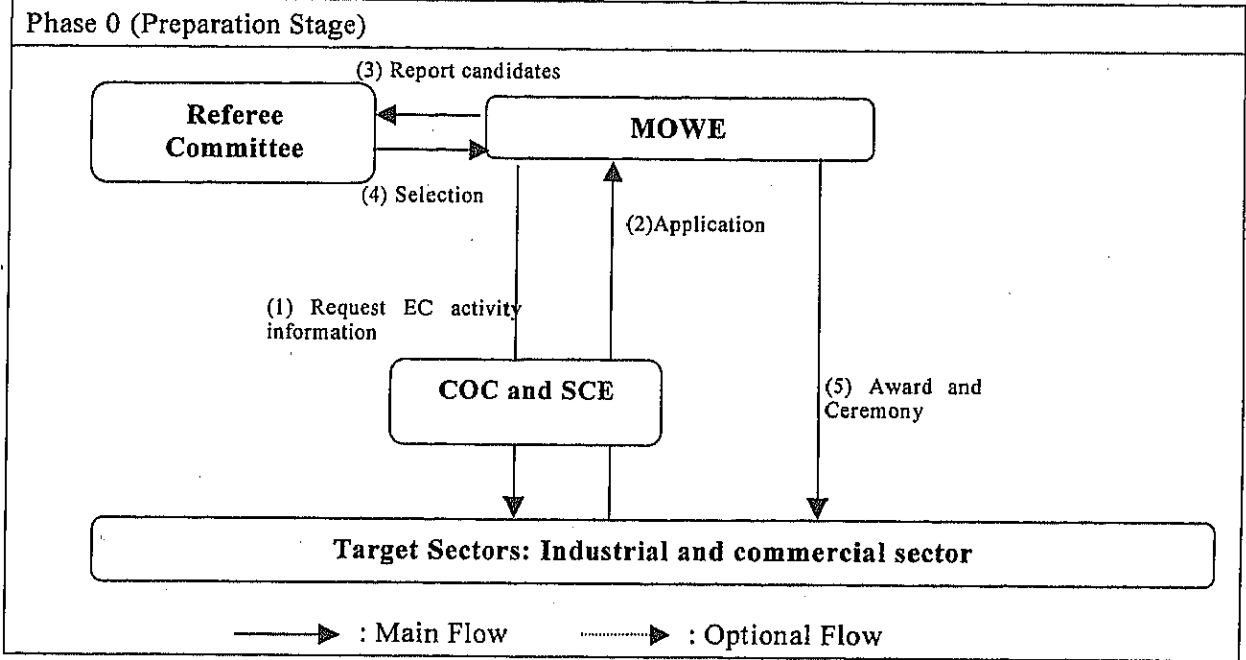 Phase 0 (Preparation Stage)
(3) Report candidates
Referee
Committee
MOWE
(4) Selection
(2)Application
(1) Request EC activity
information
COC and SCE
(5) Award and
Ceremony
Target Sectors: Industrial and commercial sector
: Main Flow
: Optional Flow